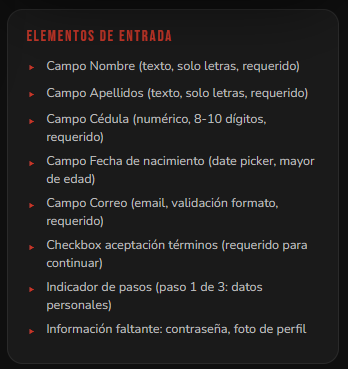 ELEMENTOS DE ENTRADA
▸ Campo Nombre (texto, solo letras, requerido)
▸ Campo Apellidos (texto, solo letras, requerido)
▸ Campo Cédula (numérico, 8-10 dígitos,
requerido)
▸ Campo Fecha de nacimiento (date picker, mayor
de edad)
▸ Campo Correo (email, validación formato,
requerido)
▸ Checkbox aceptación términos (requerido para
continuar)
▸ Indicador de pasos (paso 1 de 3: datos
personales)
▸ Información faltante: contraseña, foto de perfil